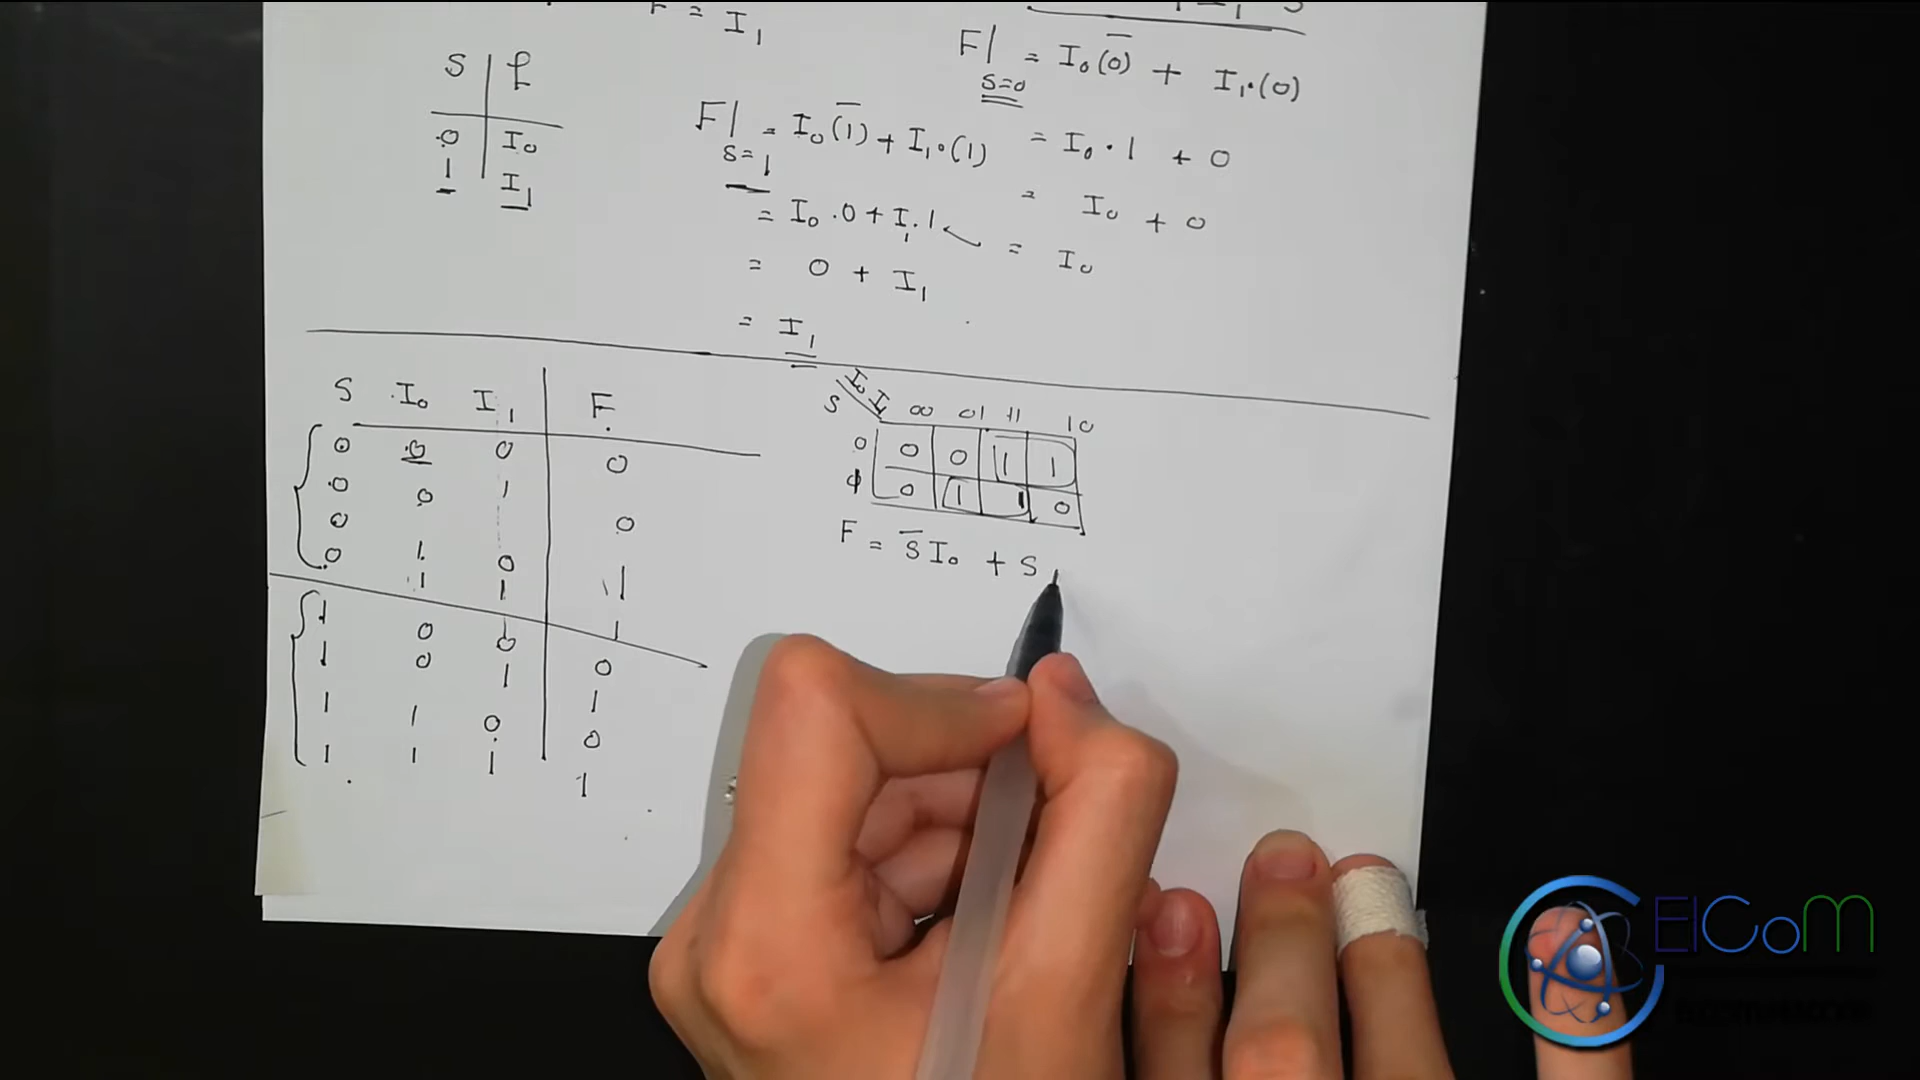 F = I₁
S | f
0 | I₀
1 | I₁
F|s=1 = I₀(1̅) + I₁·(1)
= I₀·0 + I₁·1
= 0 + I₁
= I₁
F|s=0 = I₀(0̅) + I₁·(0)
= I₀·1 + 0
= I₀ + 0
= I₀
S I₀ I₁ F
0 0 0 0
0 0 1 0
0 1 0 1
0 1 1 1
1 0 0 0
1 0 1 1
1 1 0 0
1 1 1 1
S I₀ I₁ 00 01 11 10
0 0 0 1 1
1 0 1 1 0
F = S̅I₀ + S
ElCoM